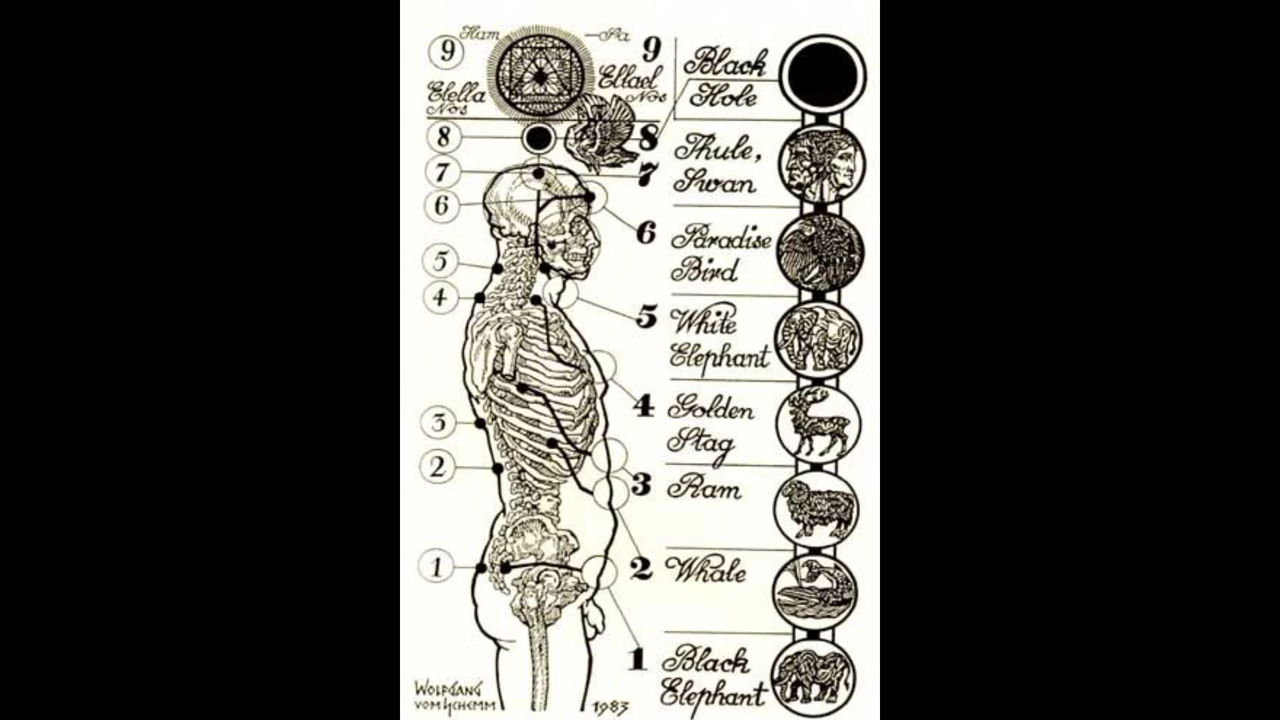 9 Ham Sa 9
Elella Ellael
Nos Nos
8 8
7 7
6
6
5
4
5
4
3
2
3
1
2
1
Black
Hole
Thule,
Swan
Paradise
Bird
White
Elephant
Golden
Stag
Ram
Whale
Black
Elephant
WOLFGANG
VOM SCHEMM
1983